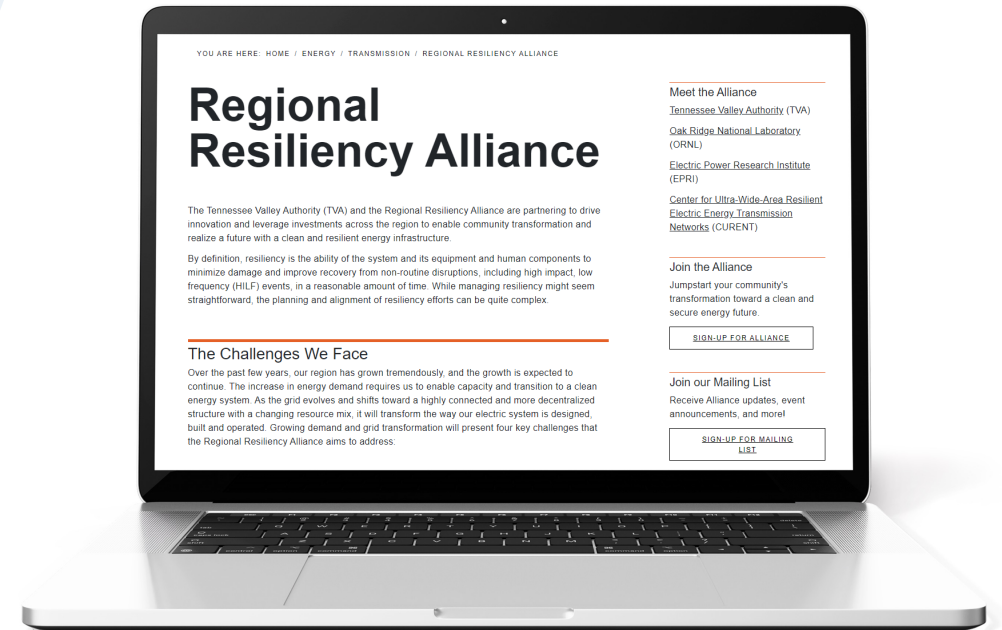 YOU ARE HERE: HOME / ENERGY / TRANSMISSION / REGIONAL RESILIENCY ALLIANCE
Regional
Resiliency Alliance
The Tennessee Valley Authority (TVA) and the Regional Resiliency Alliance are partnering to drive
innovation and leverage investments across the region to enable community transformation and
realize a future with a clean and resilient energy infrastructure.
By definition, resiliency is the ability of the system and its equipment and human components to
minimize damage and improve recovery from non-routine disruptions, including high impact, low
frequency (HILF) events, in a reasonable amount of time. While managing resiliency might seem
straightforward, the planning and alignment of resiliency efforts can be quite complex.
The Challenges We Face
Over the past few years, our region has grown tremendously, and the growth is expected to
continue. The increase in energy demand requires us to enable capacity and transition to a clean
energy system. As the grid evolves and shifts toward a highly connected and more decentralized
structure with a changing resource mix, it will transform the way our electric system is designed,
built and operated. Growing demand and grid transformation will present four key challenges that
the Regional Resiliency Alliance aims to address:
Meet the Alliance
Tennessee Valley Authority (TVA)
Oak Ridge National Laboratory
(ORNL)
Electric Power Research Institute
(EPRI)
Center for Ultra-Wide-Area Resilient
Electric Energy Transmission
Networks (CURENT)
Join the Alliance
Jumpstart your community's
transformation toward a clean and
secure energy future.
SIGN-UP FOR ALLIANCE
Join our Mailing List
Receive Alliance updates, event
announcements, and more!
SIGN-UP FOR MAILING
LIST